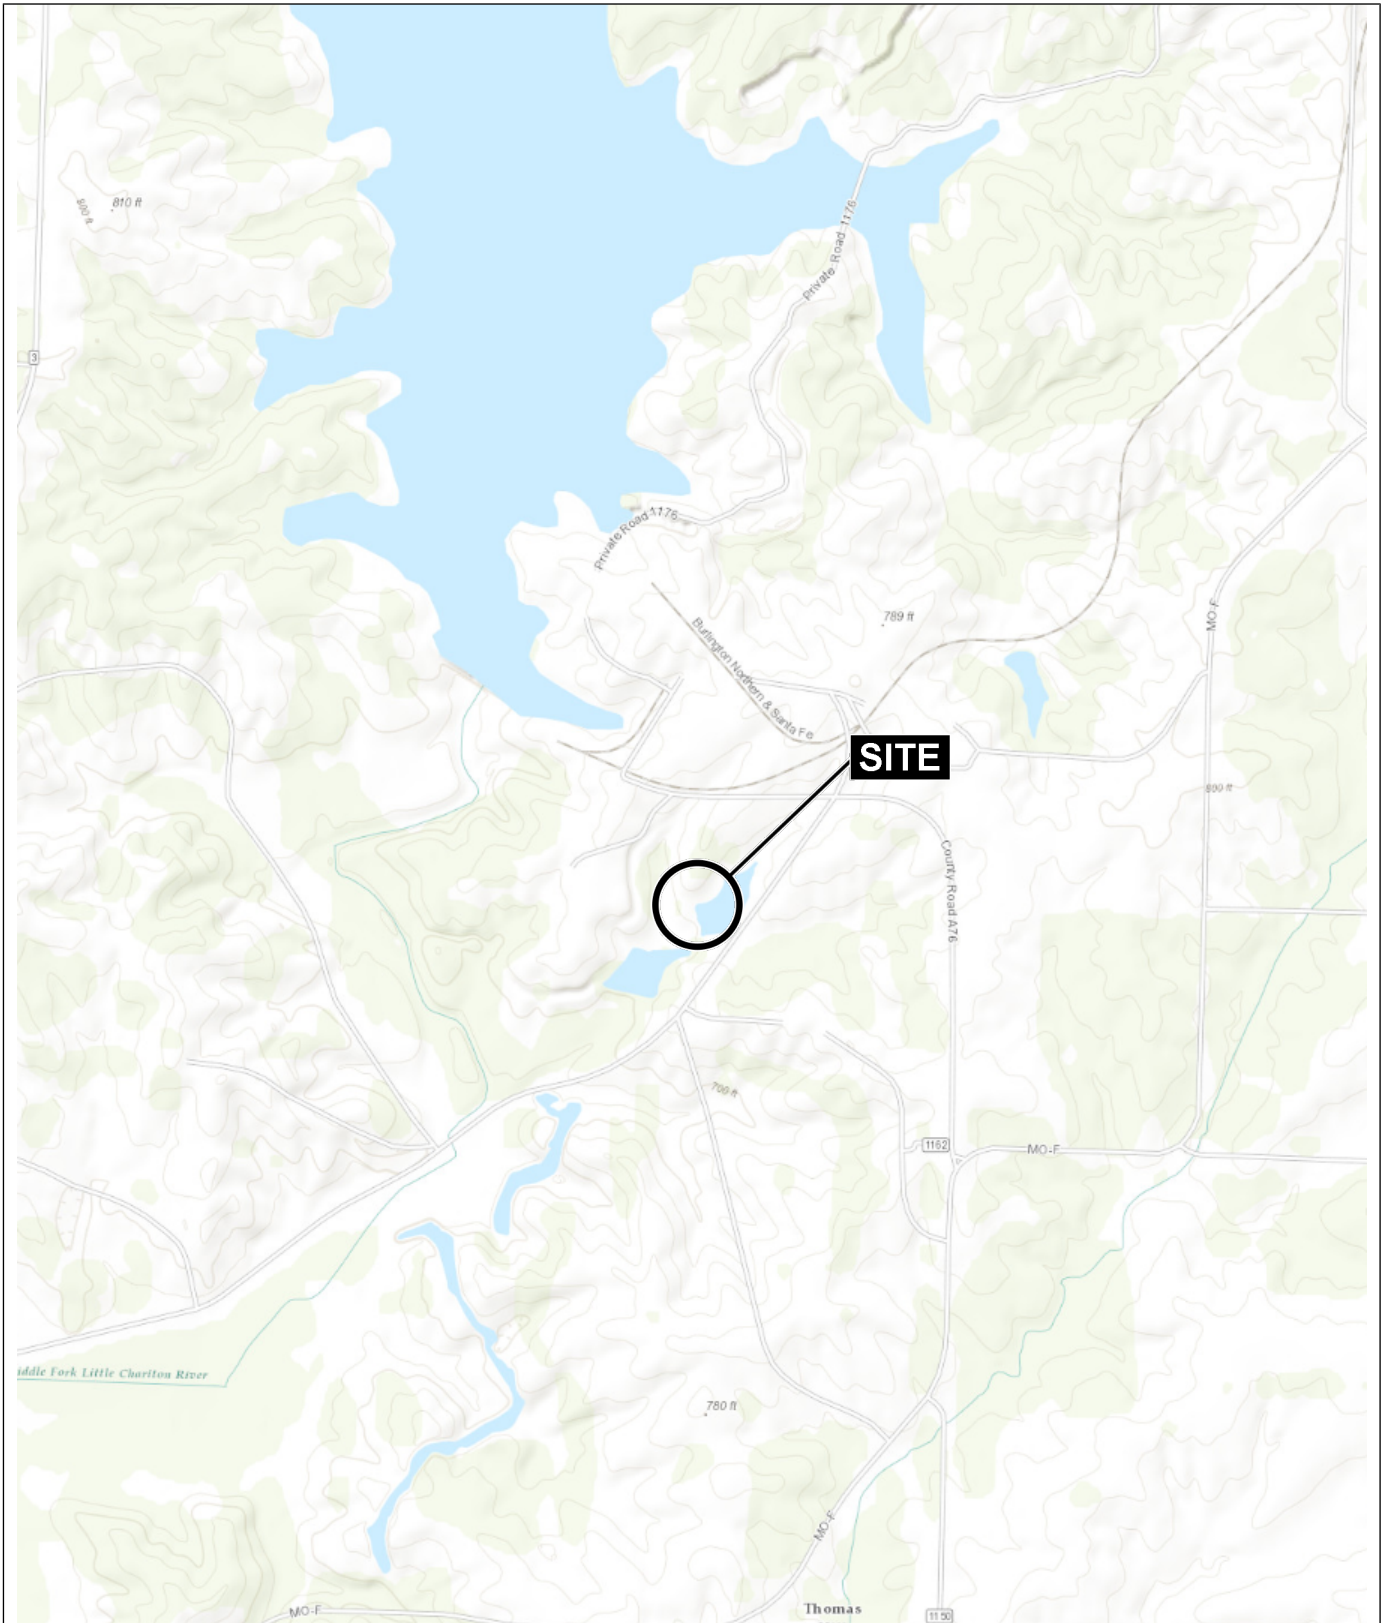 810 ft
800 ft
Private Road 1176
3
Private Road 1176
789 ft
MO-F
Burlington Northern & Santa Fe
SITE
800 ft
County Road A76
700 ft
1162
MO-F
iddle Fork Little Chariton River
780 ft
MO-F
MO-F
Thomas
1150